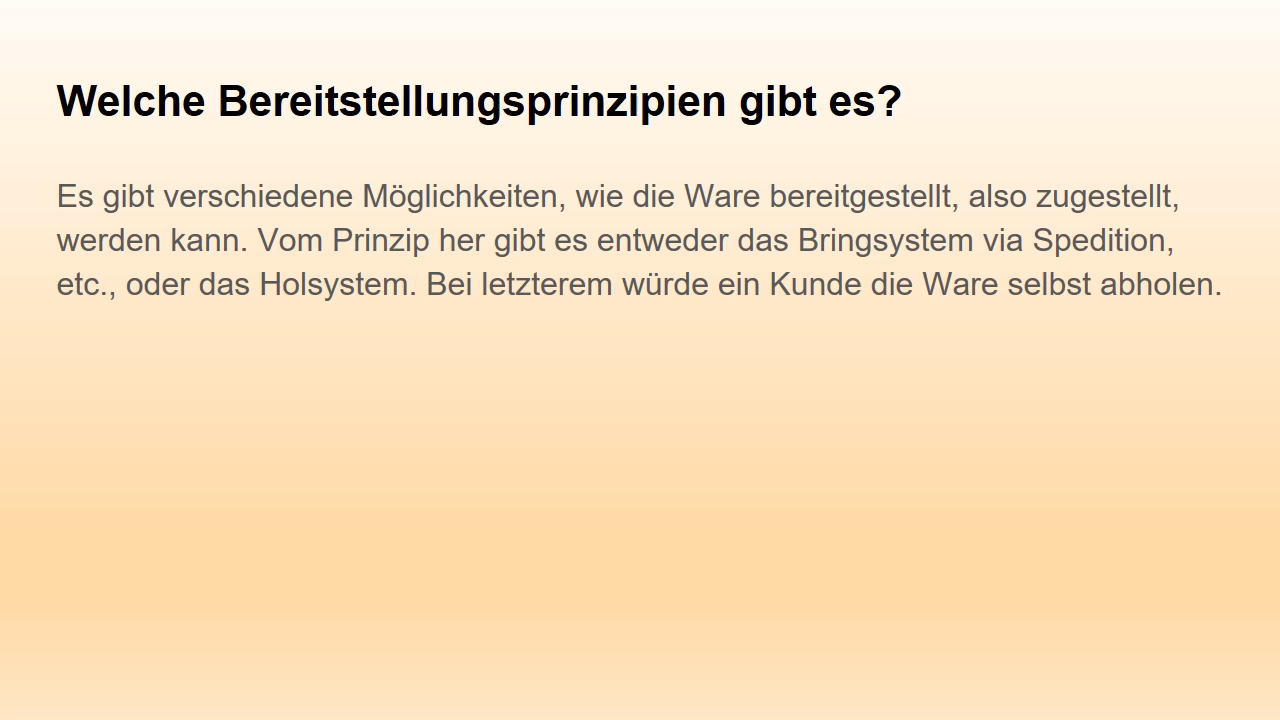 Welche Bereitstellungsprinzipien gibt es?
Es gibt verschiedene Möglichkeiten, wie die Ware bereitgestellt, also zugestellt,
werden kann. Vom Prinzip her gibt es entweder das Bringsystem via Spedition,
etc., oder das Holsystem. Bei letzterem würde ein Kunde die Ware selbst abholen.